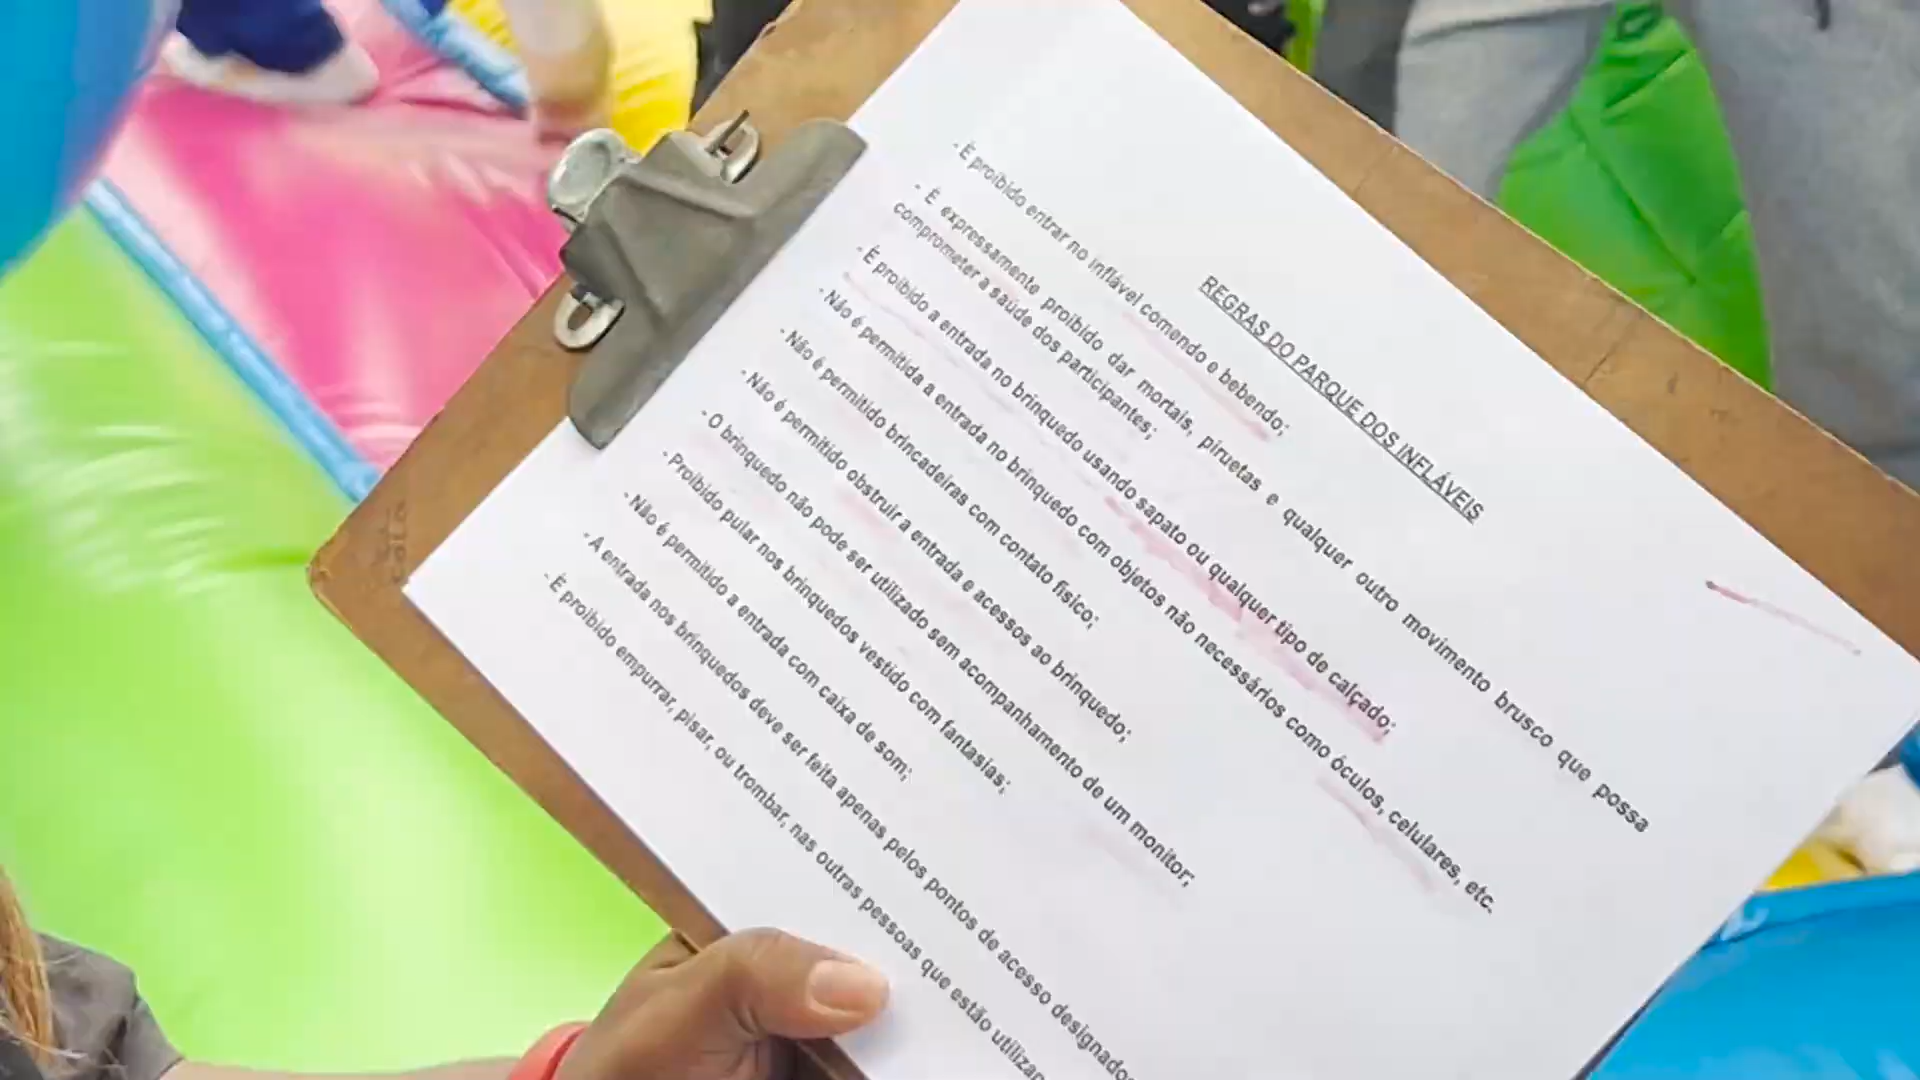 REGRAS DO PARQUE DOS INFLÁVEIS
- É proibido entrar no inflável comendo e bebendo;
- É expressamente proibido dar mortais, piruetas e qualquer outro movimento brusco que possa
comprometer a saúde dos participantes;
- É proibido a entrada no brinquedo usando sapato ou qualquer tipo de calçado;
- Não é permitida a entrada no brinquedo com objetos não necessários como óculos, celulares, etc.
- Não é permitido brincadeiras com contato físico;
- Não é permitido obstruir a entrada e acessos ao brinquedo;
- O brinquedo não pode ser utilizado sem acompanhamento de um monitor;
- Proibido pular nos brinquedos vestido com fantasias;
- Não é permitido a entrada com caixa de som;
- A entrada nos brinquedos deve ser feita apenas pelos pontos de acesso designado
- É proibido empurrar, pisar, ou trombar, nas outras pessoas que estão utilizan